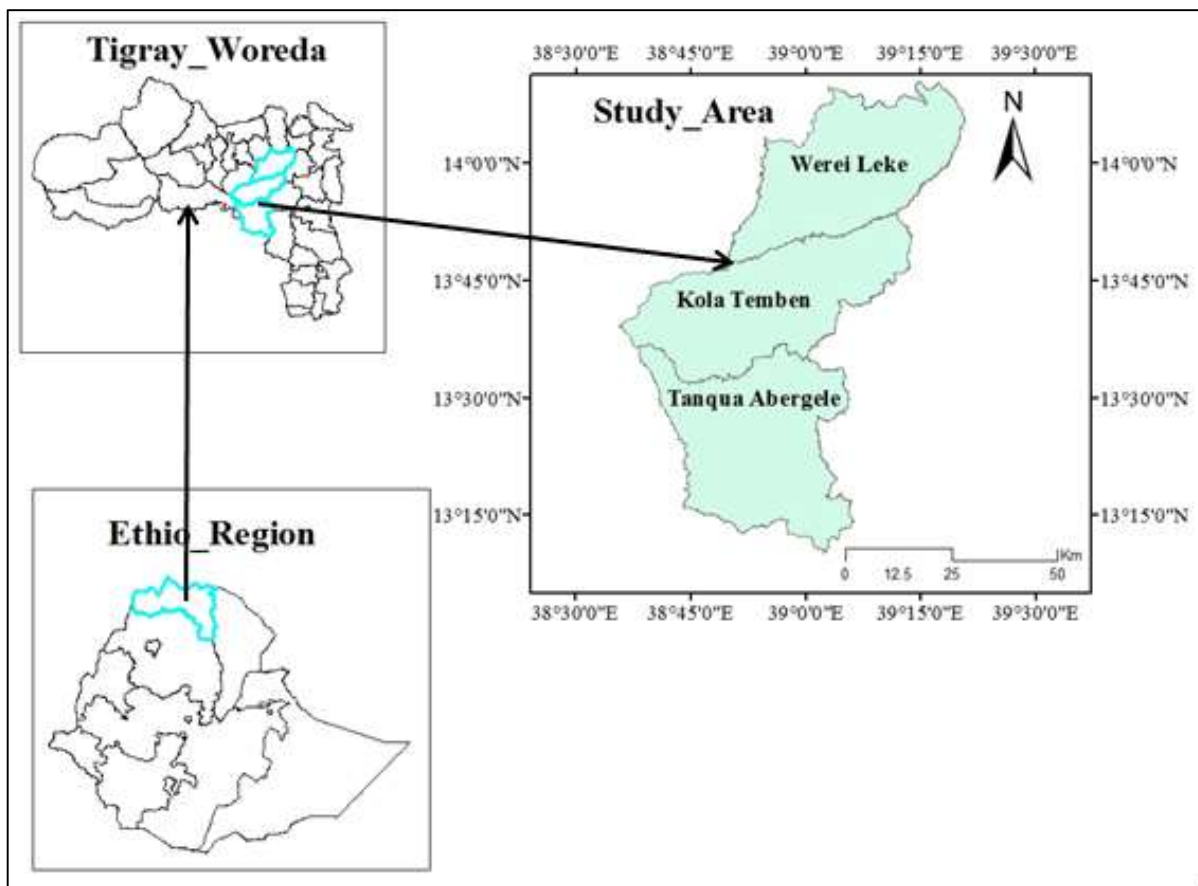 Tigray_Woreda
38°30'0"E 38°45'0"E 39°0'0"E 39°15'0"E 39°30'0"E
Study_Area
N
14°0'0"N 14°0'0"N
Werei Leke
13°45'0"N 13°45'0"N
Kola Temben
13°30'0"N 13°30'0"N
Tanqua Abergele
13°15'0"N 13°15'0"N
Km
0 12.5 25 50
38°30'0"E 38°45'0"E 39°0'0"E 39°15'0"E 39°30'0"E
Ethio_Region